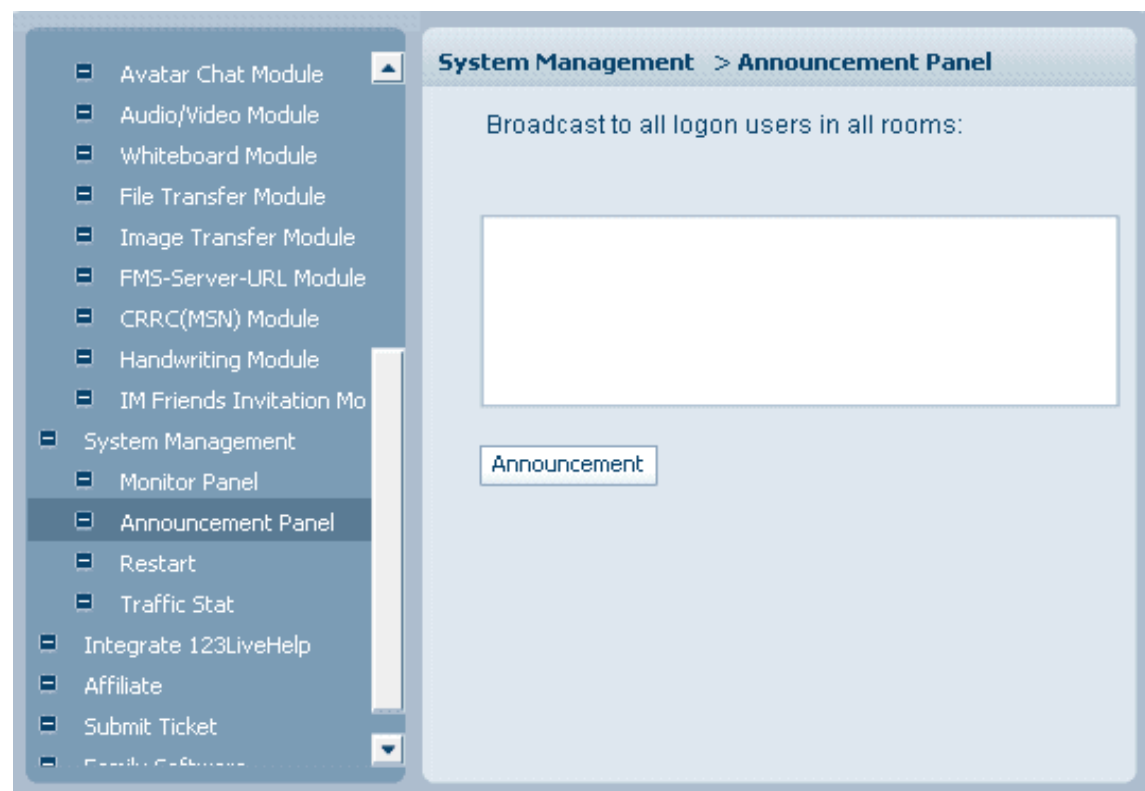 Avatar Chat Module
Audio/Video Module
Whiteboard Module
File Transfer Module
Image Transfer Module
FMS-Server-URL Module
CRRC(MSN) Module
Handwriting Module
IM Friends Invitation Mo
System Management
Monitor Panel
Announcement Panel
Restart
Traffic Stat
Integrate 123LiveHelp
Affiliate
Submit Ticket
Family Software
System Management > Announcement Panel
Broadcast to all logon users in all rooms:
Announcement